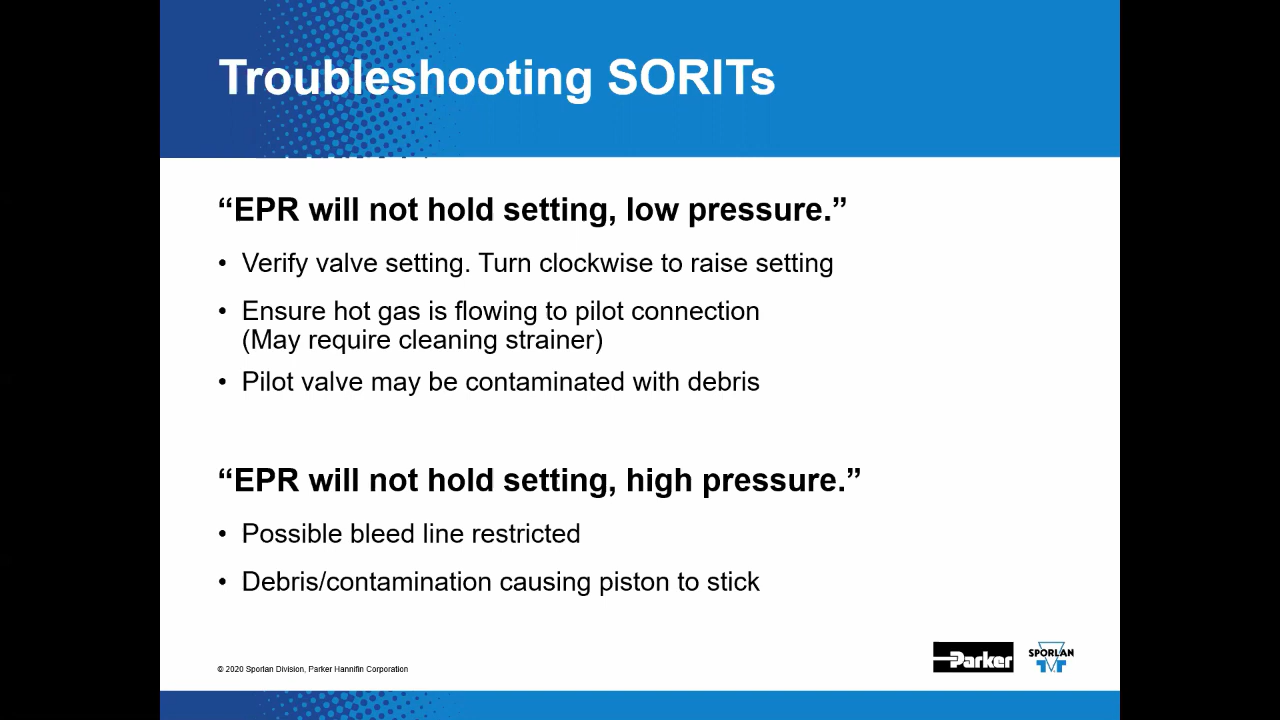 Troubleshooting SORITs
“EPR will not hold setting, low pressure.”
• Verify valve setting. Turn clockwise to raise setting
• Ensure hot gas is flowing to pilot connection
(May require cleaning strainer)
• Pilot valve may be contaminated with debris
“EPR will not hold setting, high pressure.”
• Possible bleed line restricted
• Debris/contamination causing piston to stick
© 2020 Sporlan Division, Parker Hannifin Corporation
Parker
SPORLAN